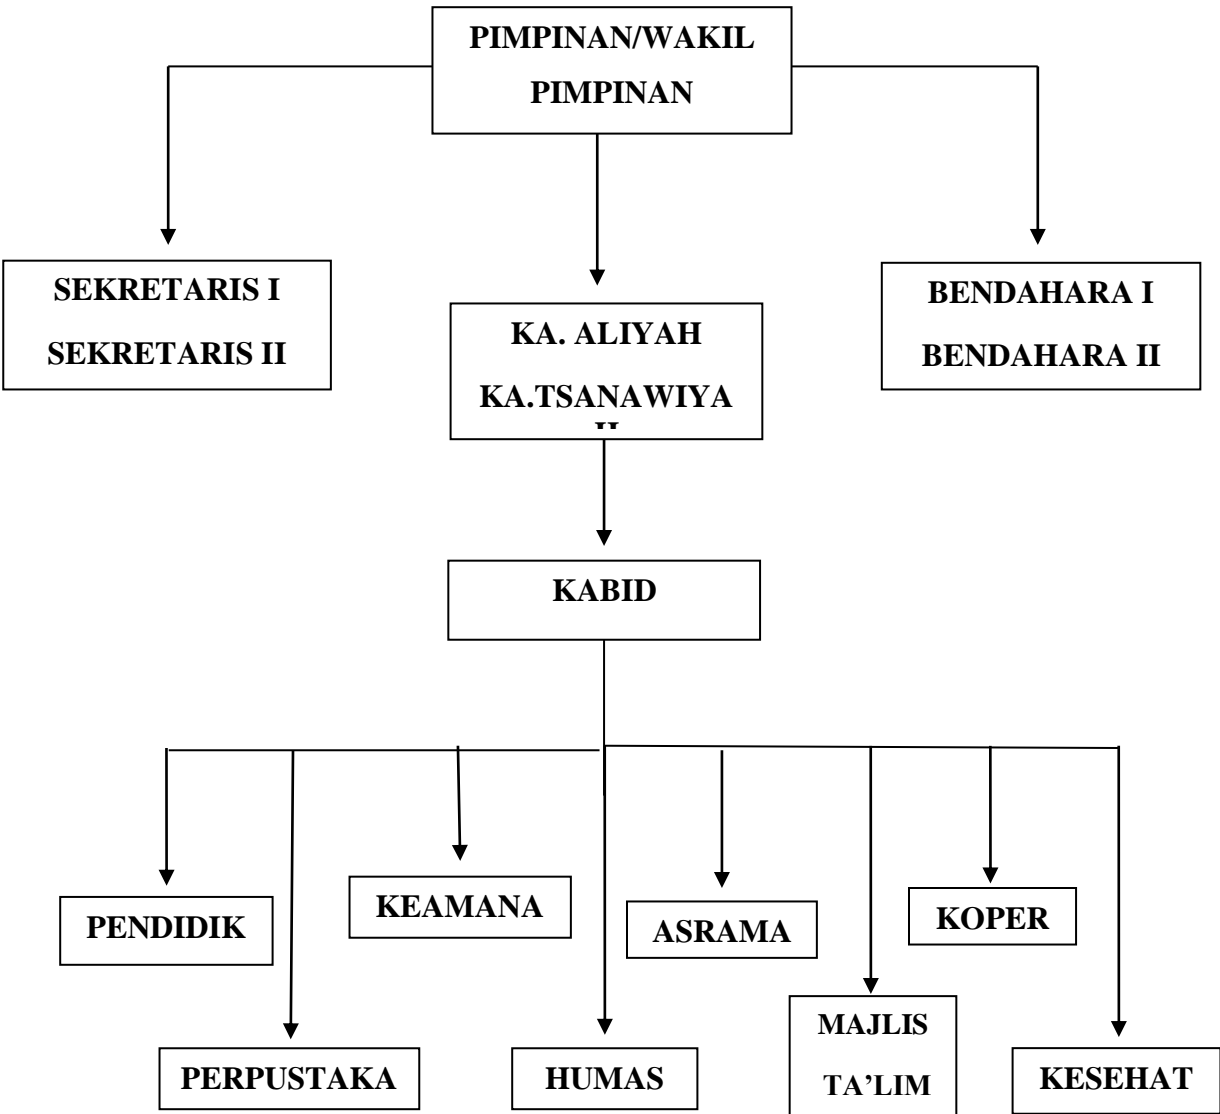 PIMPINAN/WAKIL
PIMPINAN
SEKRETARIS I
SEKRETARIS II
KA. ALIYAH
KA.TSANAWIYA
BENDAHARA I
BENDAHARA II
KABID
PENDIDIK
KEAMANA
ASRAMA
KOPER
PERPUSTAKA
HUMAS
MAJLIS
TA’LIM
KESEHAT